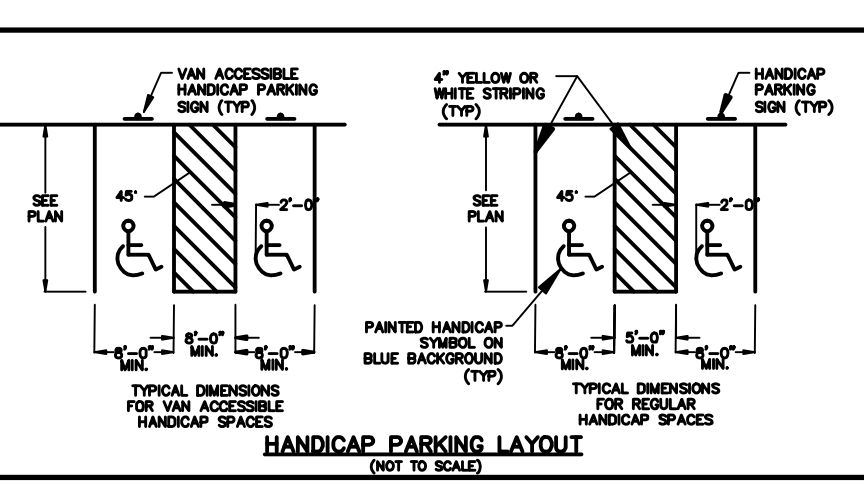 VAN ACCESSIBLE
HANDICAP PARKING
SIGN (TYP)
SEE
PLAN
45°
2'-0"
8'-0"
MIN.
8'-0"
MIN.
8'-0"
MIN.
TYPICAL DIMENSIONS
FOR VAN ACCESSIBLE
HANDICAP SPACES
4" YELLOW OR
WHITE STRIPING
(TYP)
HANDICAP
PARKING
SIGN (TYP)
SEE
PLAN
45°
2'-0"
PAINTED HANDICAP
SYMBOL ON
BLUE BACKGROUND
(TYP)
8'-0"
MIN.
5'-0"
MIN.
8'-0"
MIN.
TYPICAL DIMENSIONS
FOR REGULAR
HANDICAP SPACES
HANDICAP PARKING LAYOUT
(NOT TO SCALE)